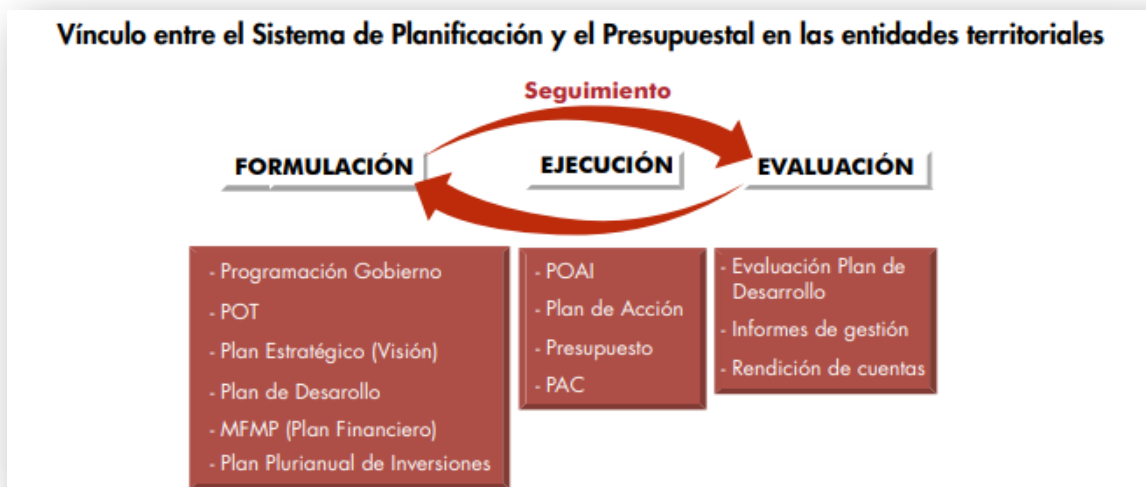 Vínculo entre el Sistema de Planificación y el Presupuestal en las entidades territoriales
Seguimiento
FORMULACIÓN
EJECUCIÓN
EVALUACIÓN
- Programación Gobierno
- POT
- Plan Estratégico (Visión)
- Plan de Desarollo
- MFMP (Plan Financiero)
- Plan Plurianual de Inversiones
- POAI
- Plan de Acción
- Presupuesto
- PAC
- Evaluación Plan de
Desarrollo
- Informes de gestión
- Rendición de cuentas